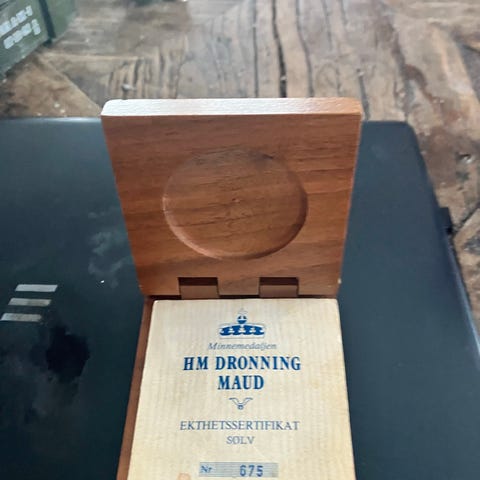 Minnemedaljen
HM DRONNING
MAUD
EKTHETSSERTIFIKAT
SØLV
Nr 675